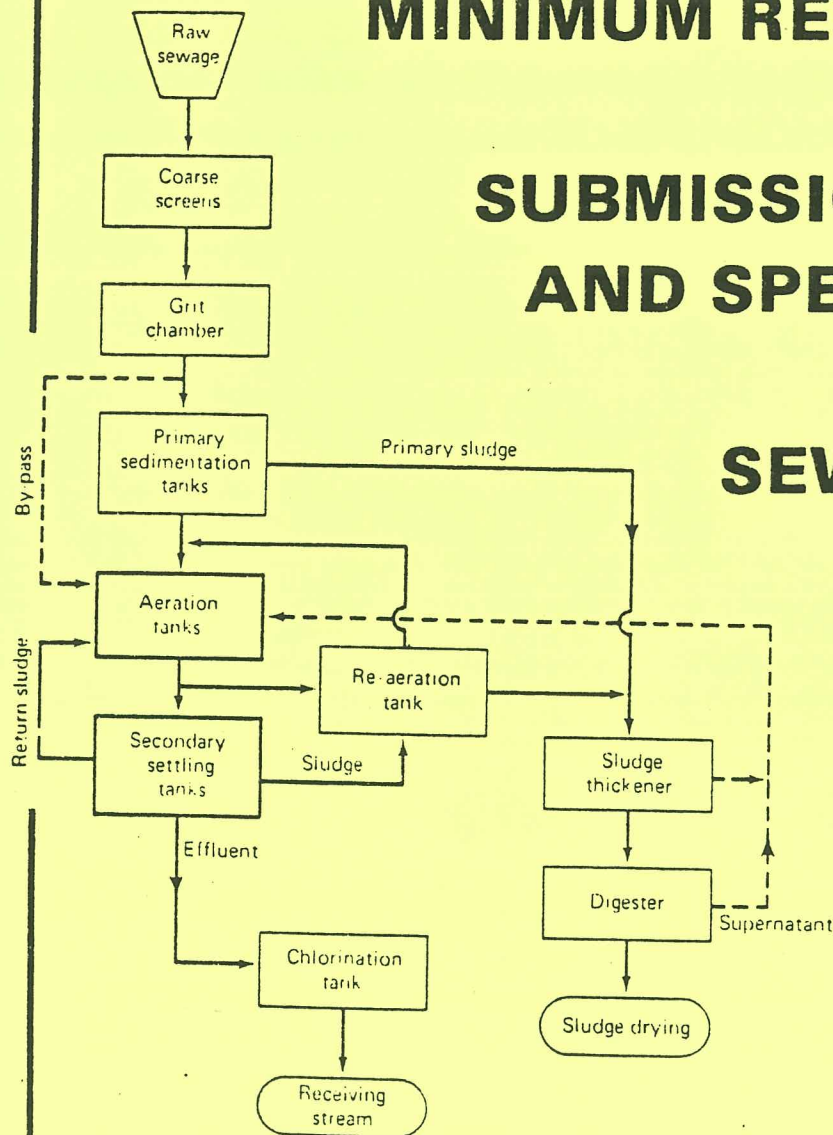 MINIMUM RE
SUBMISSI
AND SPE
SEW
Raw
sewage
Coarse
screens
Grit
chamber
By-pass
Primary
sedimentation
tanks
Primary sludge
Aeration
tanks
Return sludge
Re-aeration
tank
Secondary
settling
tanks
Sludge
Sludge
thickener
Effluent
Digester
Supernatant
Chlorination
tank
Sludge drying
Receiving
stream